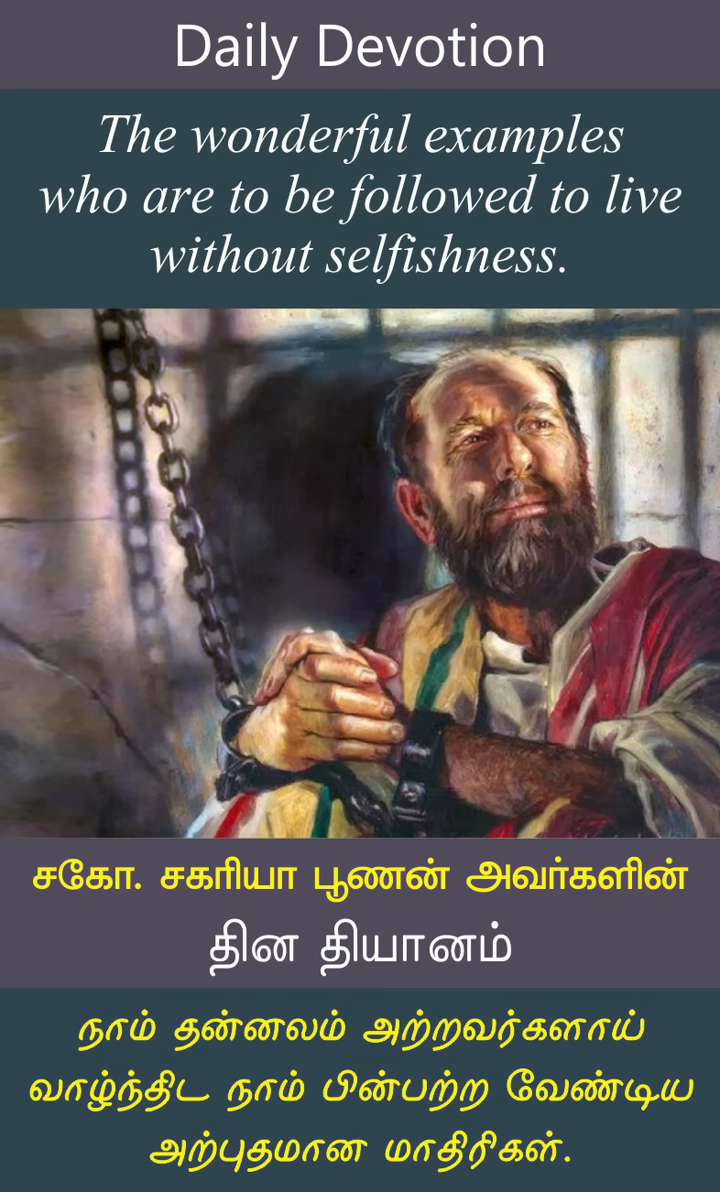 Daily Devotion
The wonderful examples
who are to be followed to live
without selfishness.
சகோ. சகரியா பூணன் அவர்களின்
தின தியானம்
நாம் தன்னலம் அற்றவர்களாய்
வாழ்ந்திட நாம் பின்பற்ற வேண்டிய
அற்புதமான மாதிரிகள்.